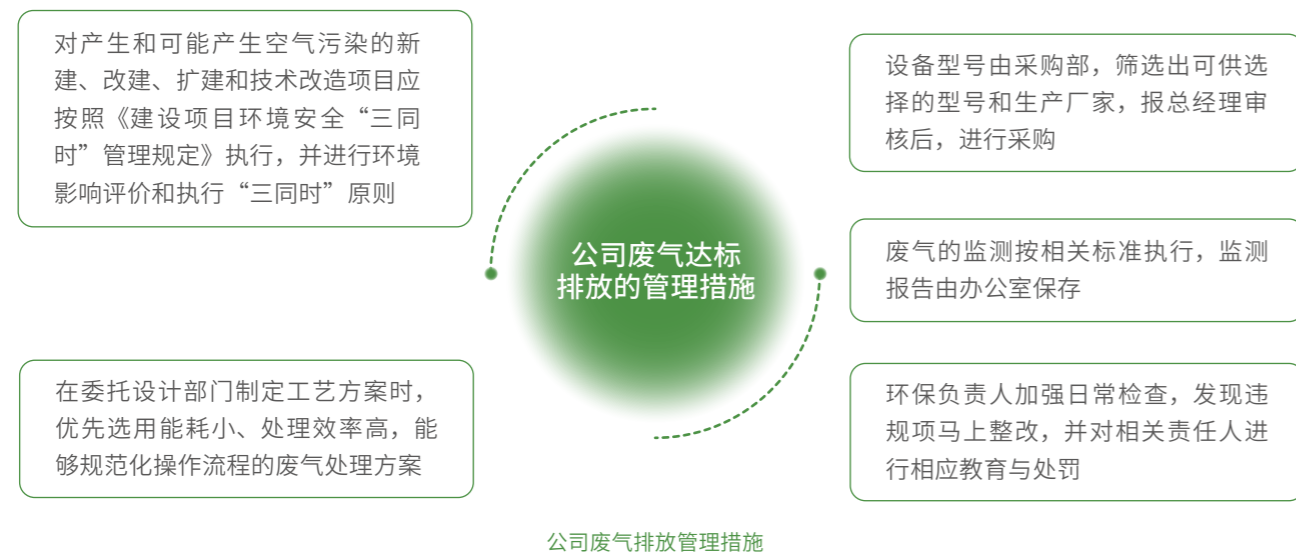 对产生和可能产生空气污染的新
建、改建、扩建和技术改造项目应
按照《建设项目环境安全“三同
时”管理规定》执行，并进行环境
影响评价和执行“三同时”原则
在委托设计部门制定工艺方案时，
优先选用能耗小、处理效率高，能
够规范化操作流程的废气处理方案
公司废气达标
排放的管理措施
设备型号由采购部，筛选出可供选
择的型号和生产厂家，报总经理审
核后，进行采购
废气的监测按相关标准执行，监测
报告由办公室保存
环保负责人加强日常检查，发现违
规项马上整改，并对相关责任人进
行相应教育与处罚
公司废气排放管理措施